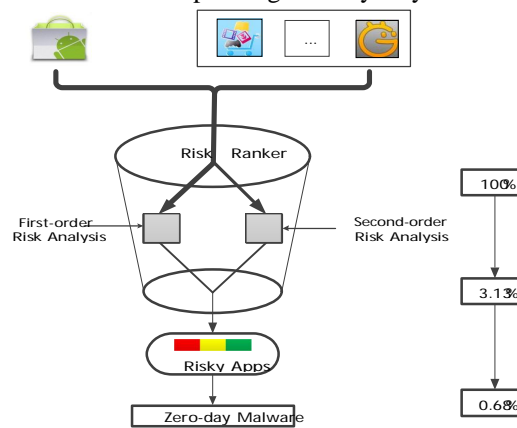 ...
Risk Ranker
100%
First-order
Risk Analysis
Second-order
Risk Analysis
3.13%
Risky Apps
Zero-day Malware
0.68%